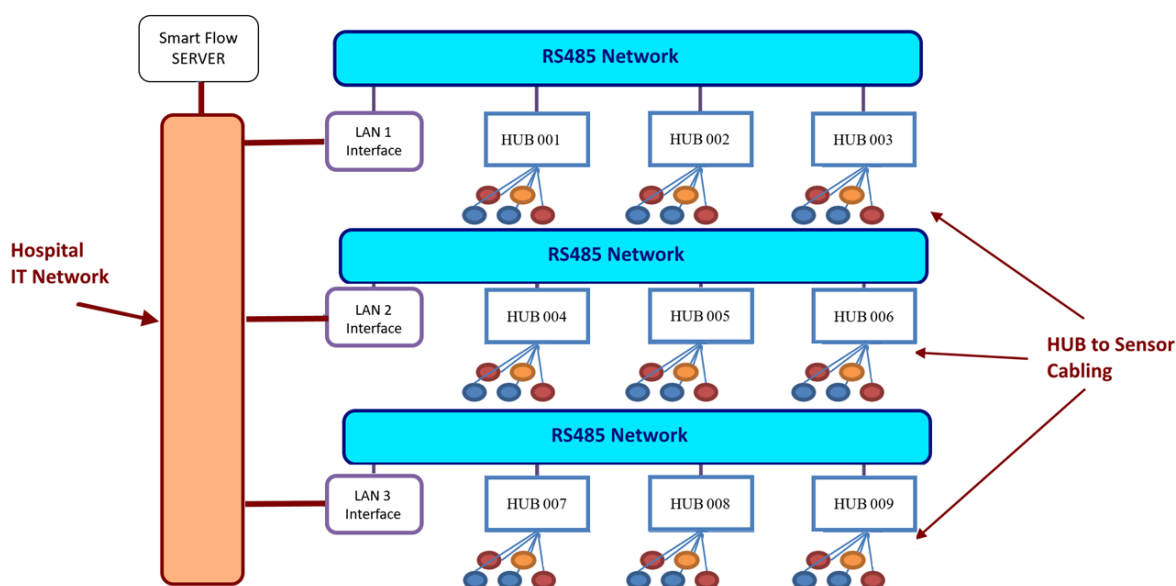 Smart Flow
SERVER
RS485 Network
LAN 1
Interface
HUB 001
HUB 002
HUB 003
Hospital
IT Network
RS485 Network
LAN 2
Interface
HUB 004
HUB 005
HUB 006
HUB to Sensor
Cabling
RS485 Network
LAN 3
Interface
HUB 007
HUB 008
HUB 009